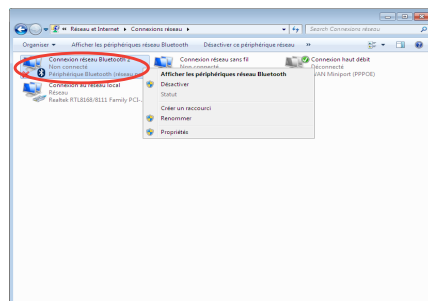 « Réseau et Internet ▸ Connexions réseau ▸
Search Connexions réseau
Organiser
Afficher les périphériques réseau Bluetooth
Désactiver ce périphérique réseau
»
Connexion réseau Bluetooth 2
Non connecté
Périphérique Bluetooth (réseau
Connexion réseau sans fil
Non connecté
Connexion haut débit
Déconnecté
WAN Miniport (PPPOE)
Connexion au réseau local
Réseau
Realtek RTL8168/8111 Family PCI-
Afficher les périphériques réseau Bluetooth
Désactiver
Statut
Créer un raccourci
Renommer
Propriétés